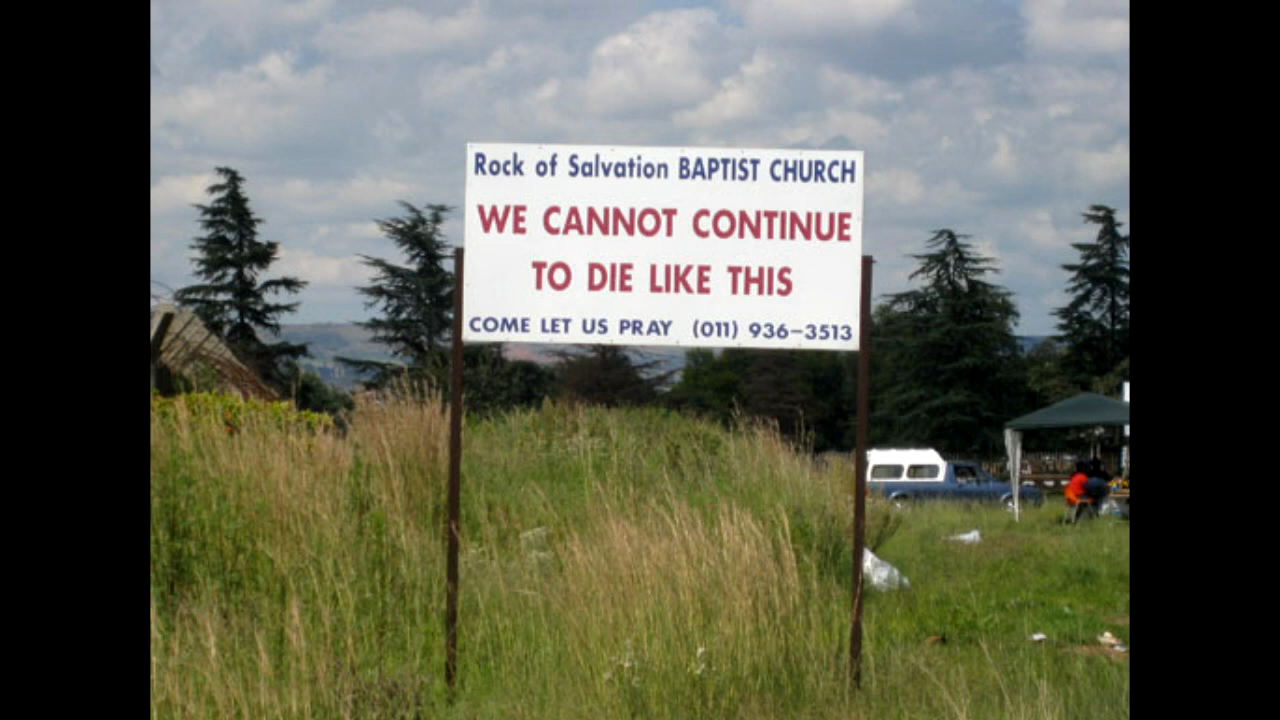 Rock of Salvation BAPTIST CHURCH
WE CANNOT CONTINUE
TO DIE LIKE THIS
COME LET US PRAY (011) 936-3513